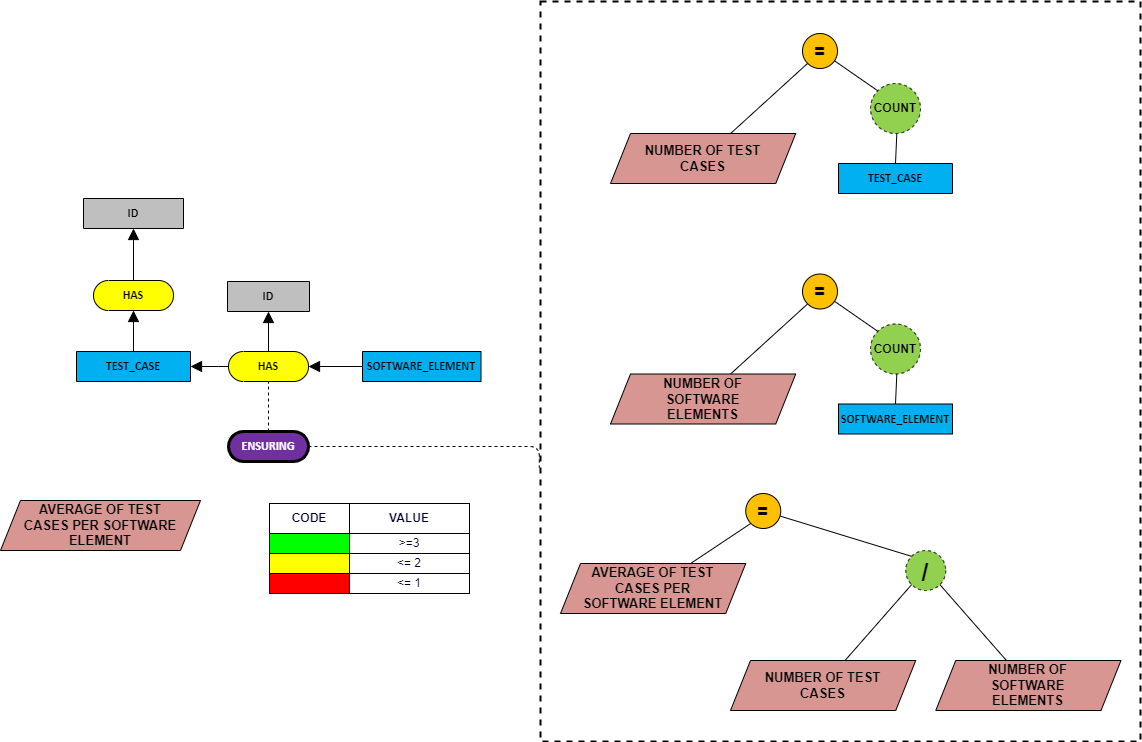 ID
HAS
ID
TEST_CASE
HAS
SOFTWARE_ELEMENT
ENSURING
AVERAGE OF TEST
CASES PER SOFTWARE
ELEMENT
CODE VALUE
>=3
<= 2
<= 1
=
COUNT
NUMBER OF TEST
CASES
TEST_CASE
=
COUNT
NUMBER OF
SOFTWARE
ELEMENTS
SOFTWARE_ELEMENT
=
/
AVERAGE OF TEST
CASES PER
SOFTWARE ELEMENT
NUMBER OF TEST
CASES
NUMBER OF
SOFTWARE
ELEMENTS